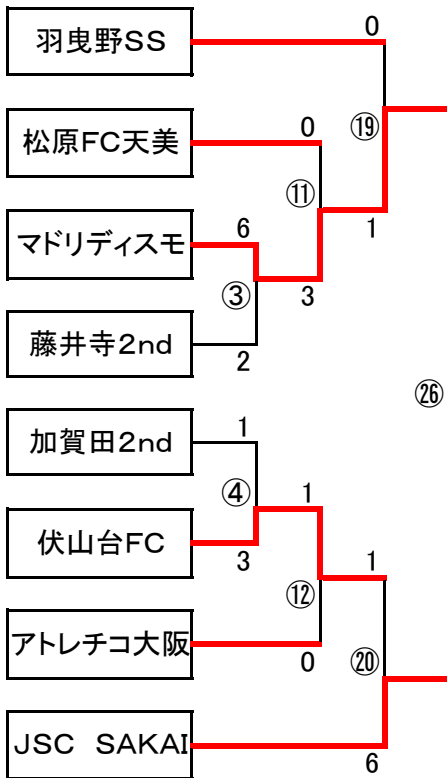 0
羽曳野SS
0
⑲
松原FC天美
⑪
6
1
マドリディスモ
③
3
藤井寺2nd
2
㉖
1
加賀田2nd
④
1
1
伏山台FC
3
⑫
アトレチコ大阪
0
⑳
JSC SAKAI
6